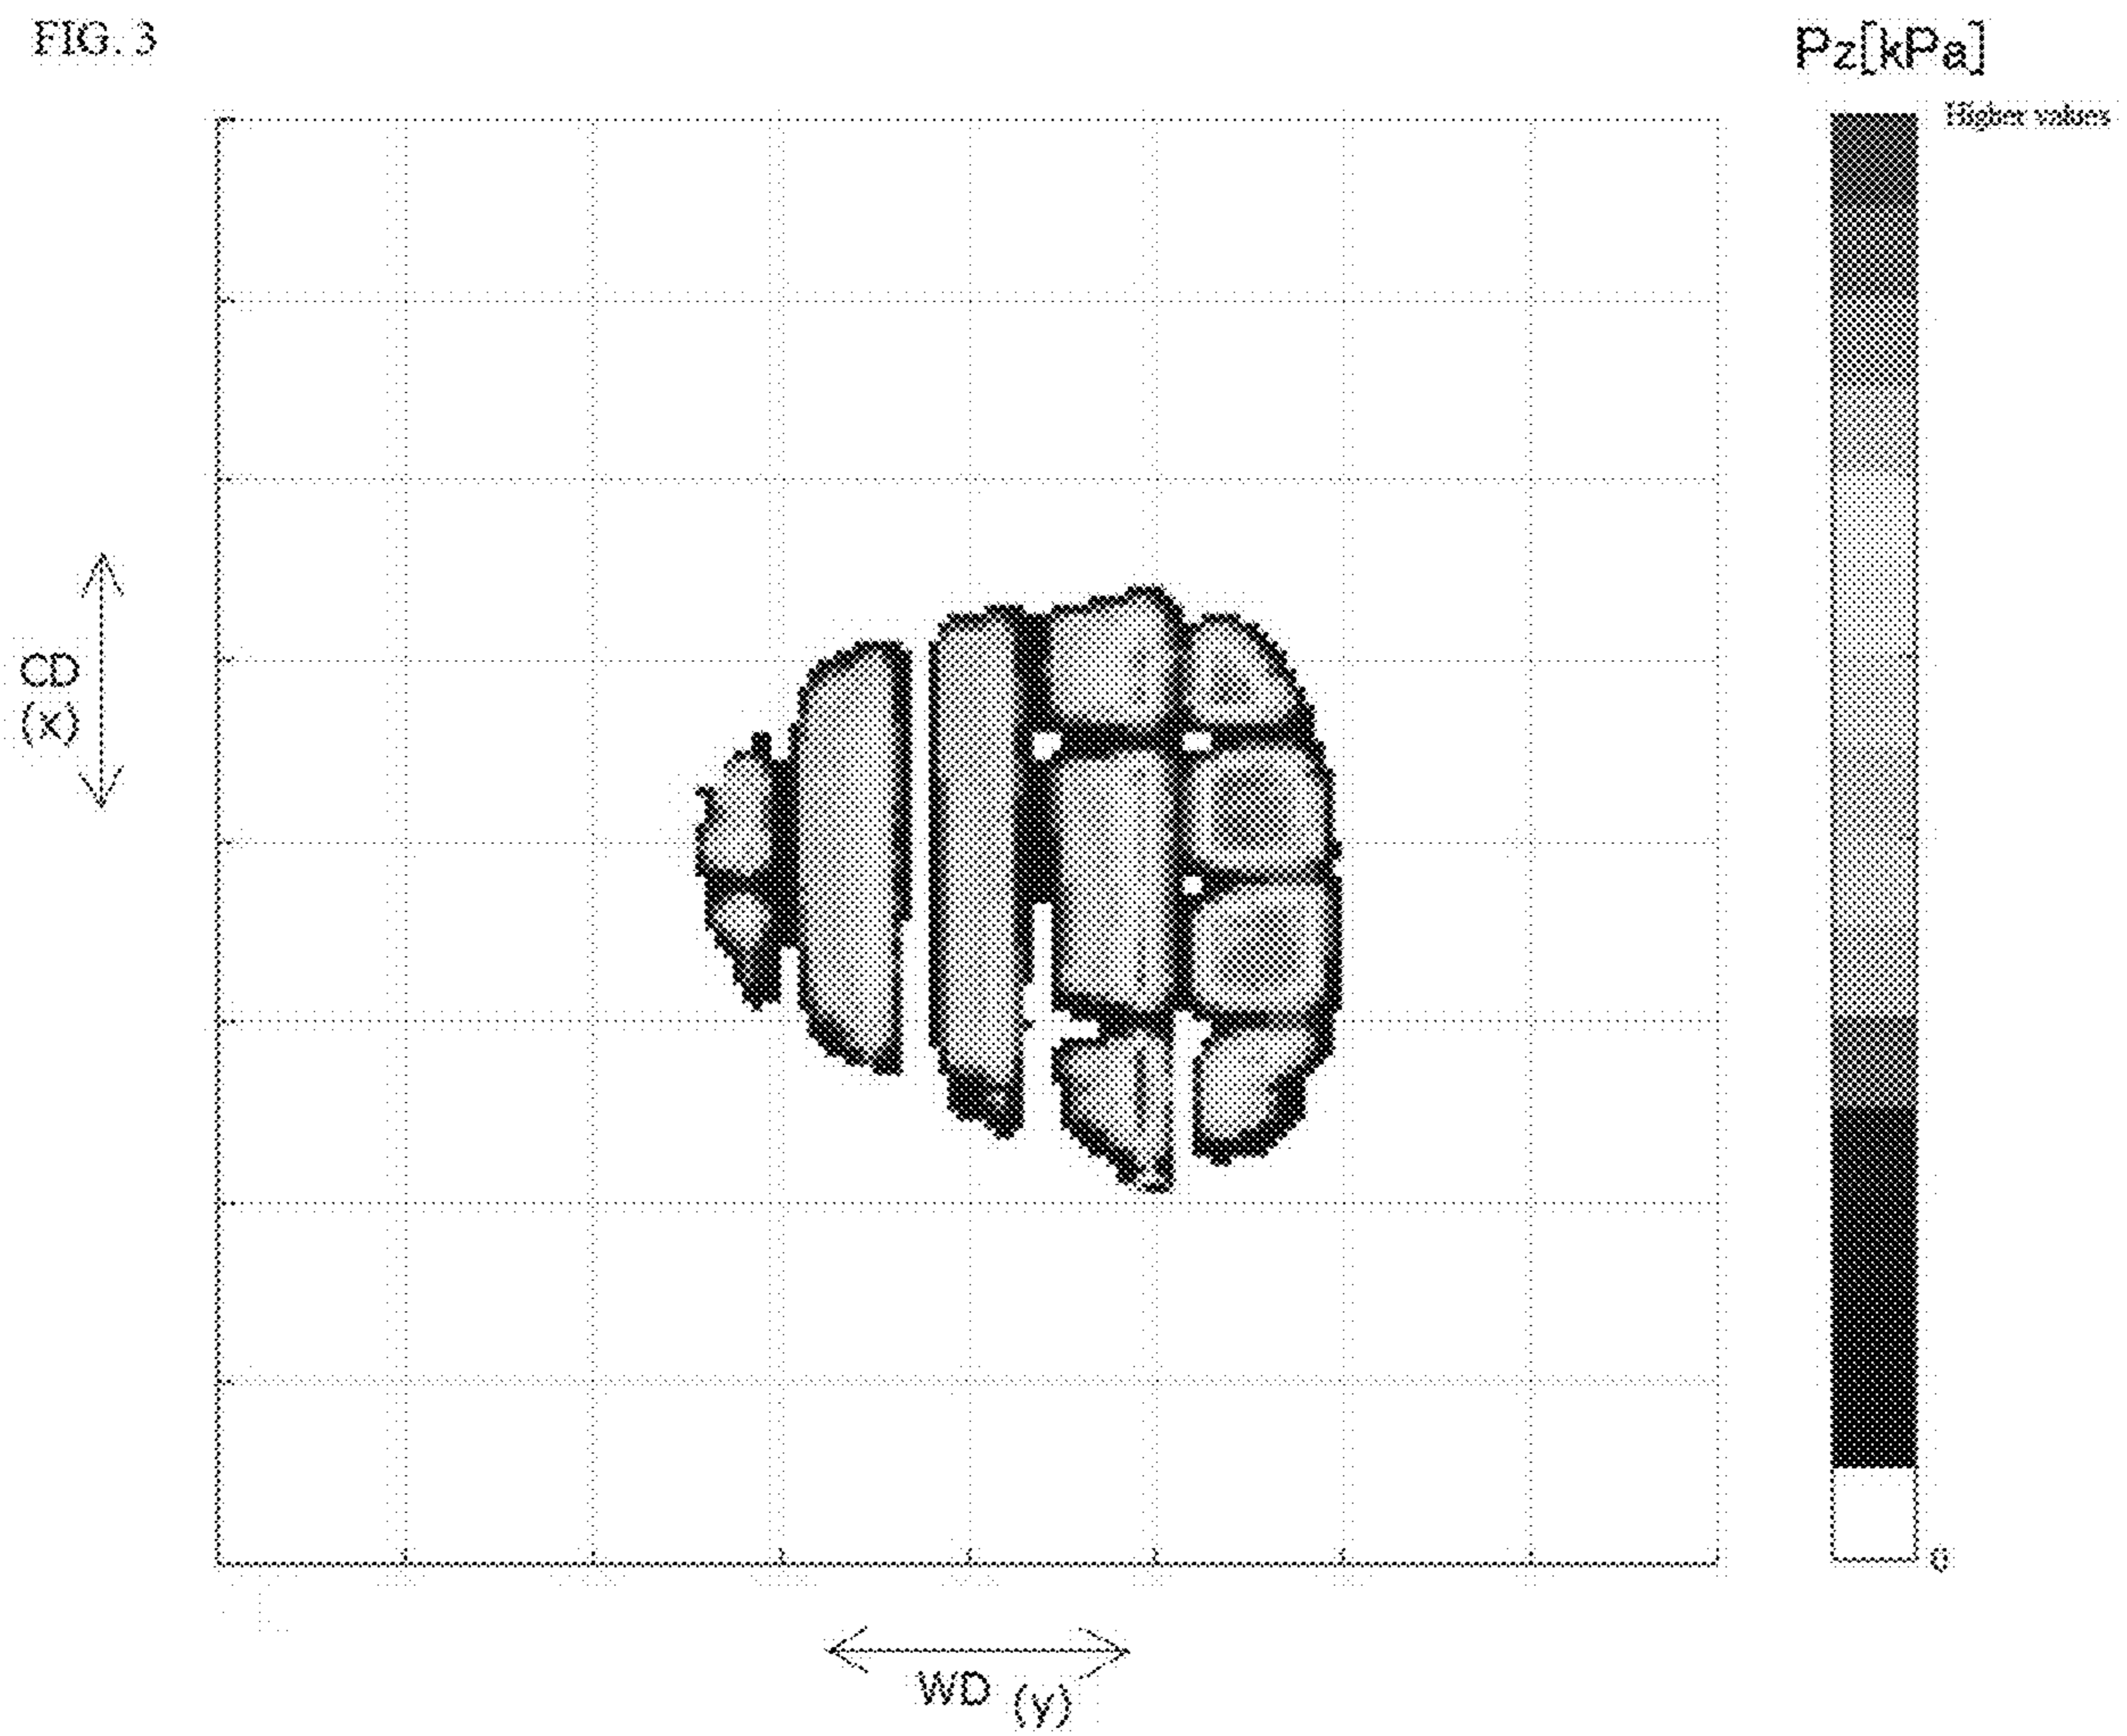 FIG. 3
Pz[kPa]
Higher values
CD
(x)
0
WD (y)